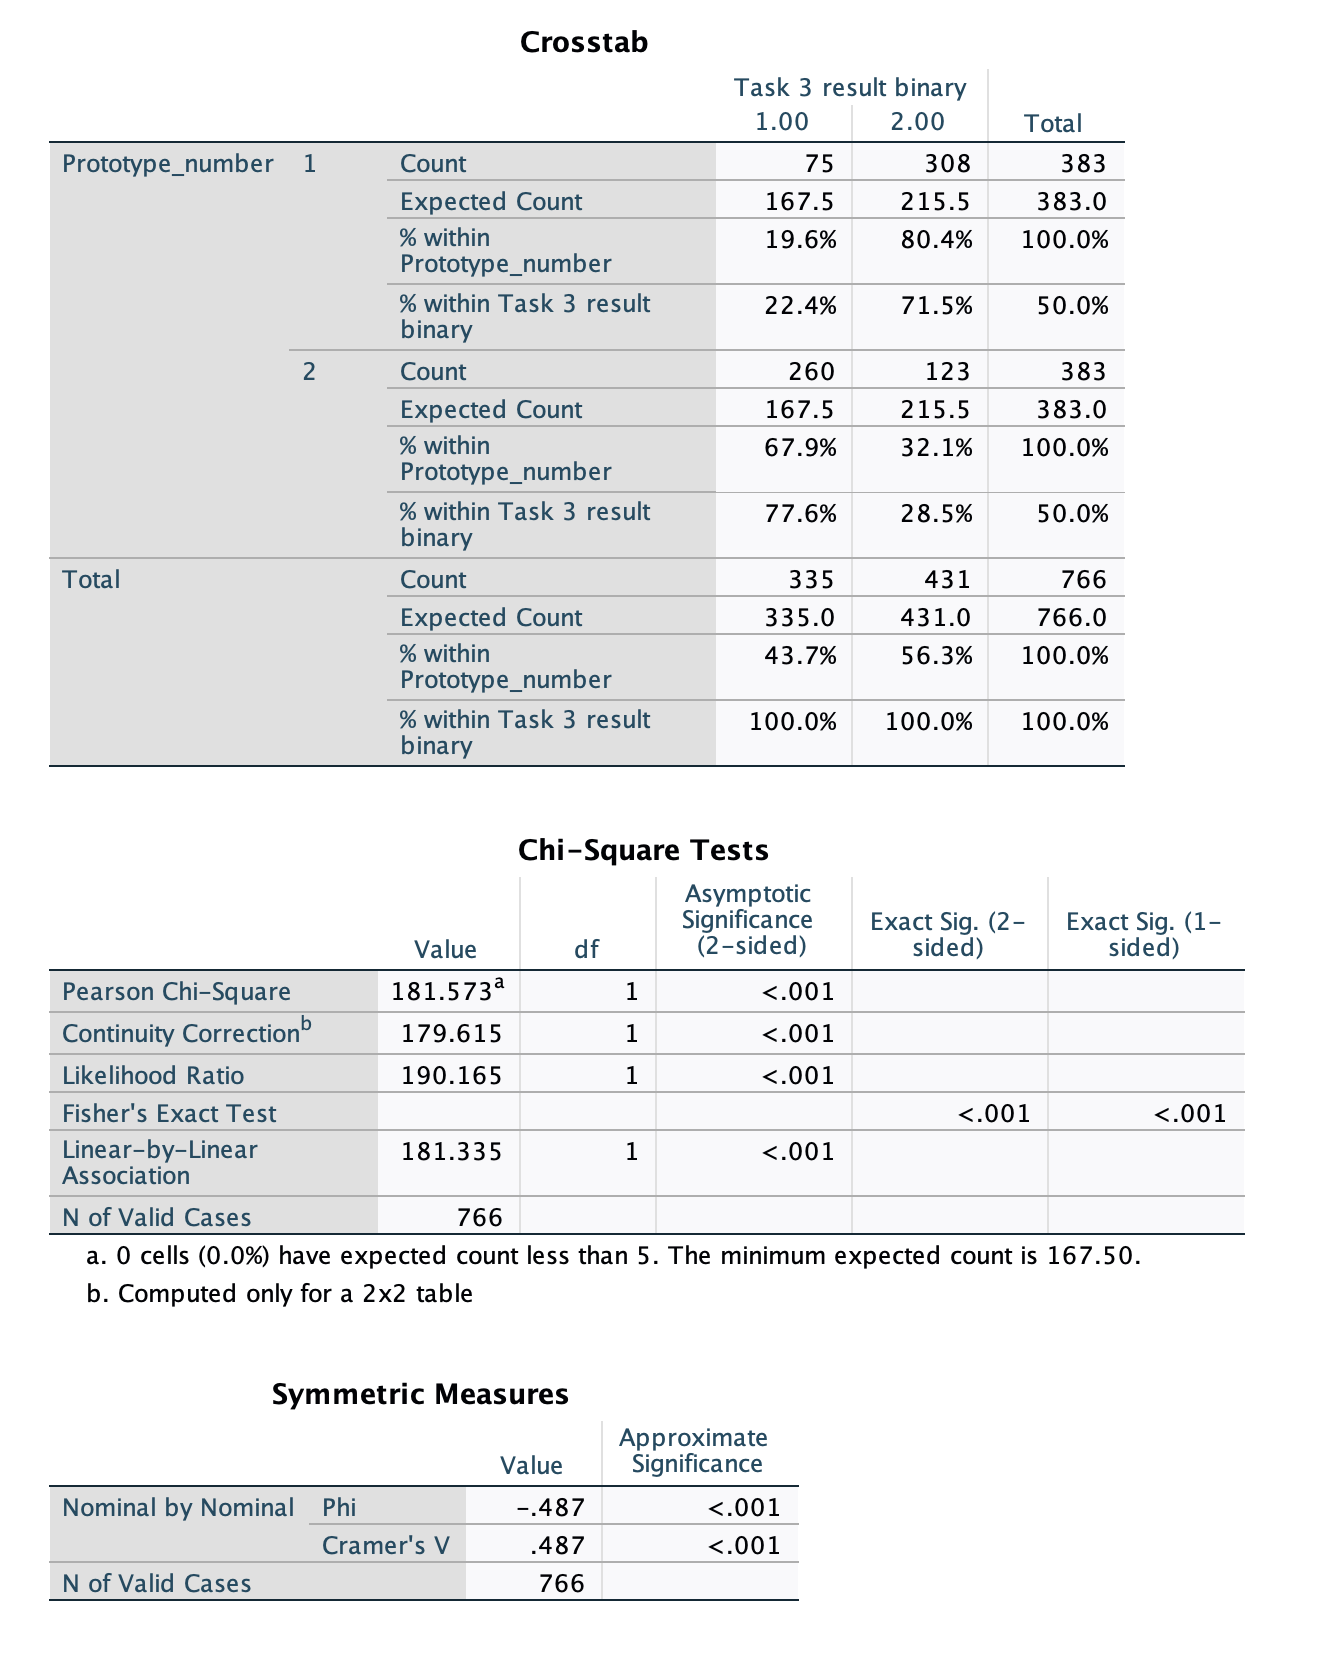 Crosstab
Task 3 result binary
1.00 2.00 Total
Prototype_number 1 Count 75 308 383
Expected Count 167.5 215.5 383.0
% within
Prototype_number 19.6% 80.4% 100.0%
% within Task 3 result
binary 22.4% 71.5% 50.0%
2 Count 260 123 383
Expected Count 167.5 215.5 383.0
% within
Prototype_number 67.9% 32.1% 100.0%
% within Task 3 result
binary 77.6% 28.5% 50.0%
Total Count 335 431 766
Expected Count 335.0 431.0 766.0
% within
Prototype_number 43.7% 56.3% 100.0%
% within Task 3 result
binary 100.0% 100.0% 100.0%
Chi-Square Tests
Value df Asymptotic
Significance
(2-sided) Exact Sig. (2-
sided) Exact Sig. (1-
sided)
Pearson Chi-Square 181.573a 1 <.001
Continuity Correctionb 179.615 1 <.001
Likelihood Ratio 190.165 1 <.001
Fisher's Exact Test <.001 <.001
Linear-by-Linear
Association 181.335 1 <.001
N of Valid Cases 766
a. 0 cells (0.0%) have expected count less than 5. The minimum expected count is 167.50.
b. Computed only for a 2x2 table
Symmetric Measures
Value Approximate
Significance
Nominal by Nominal Phi -.487 <.001
Cramer's V .487 <.001
N of Valid Cases 766